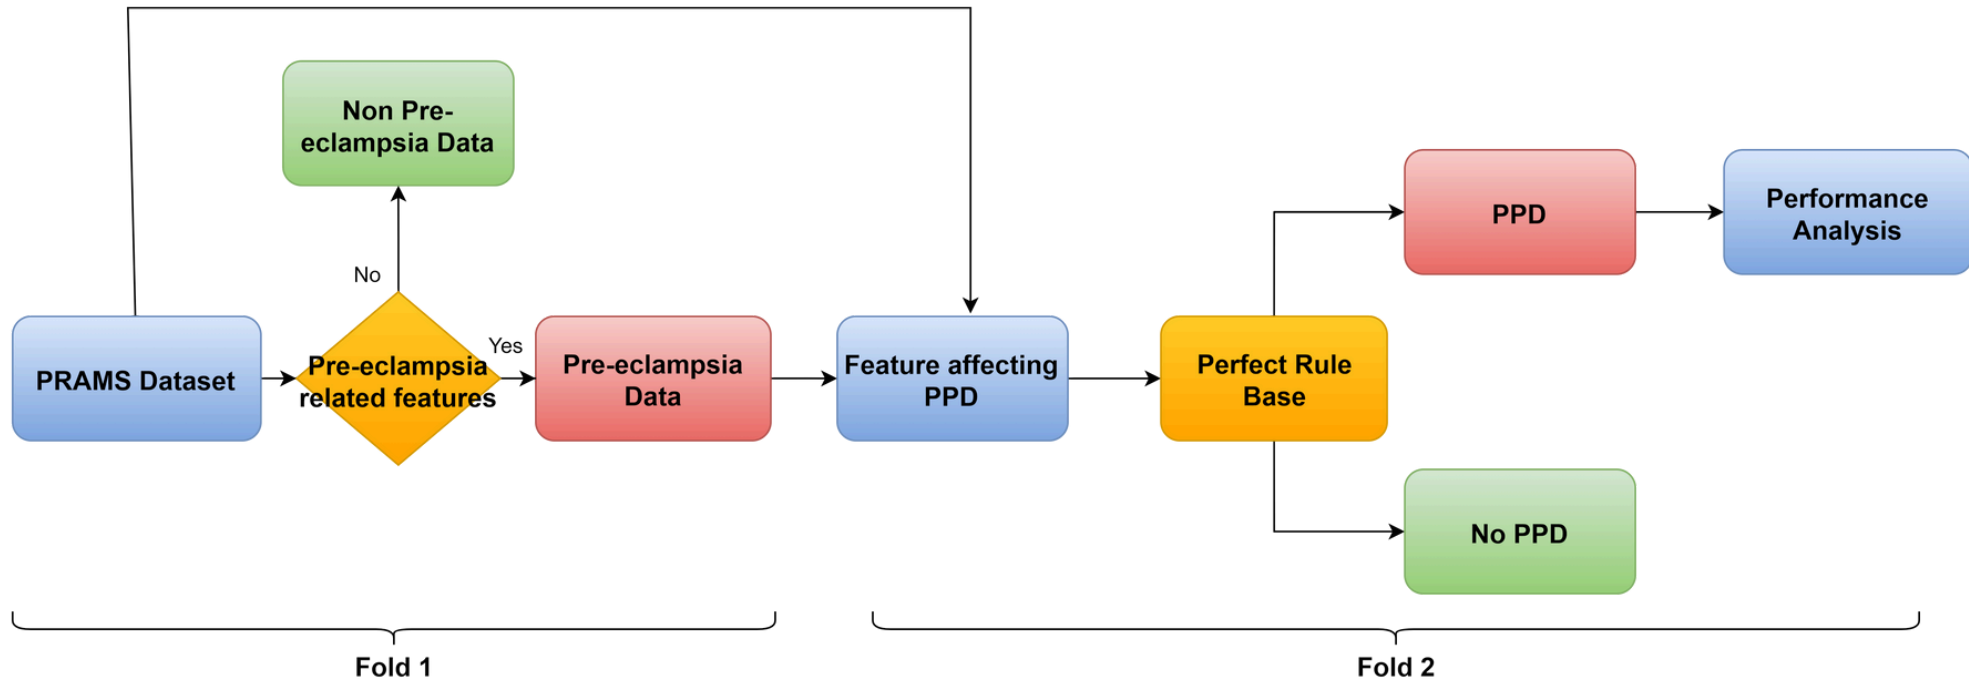 Non Pre-
eclampsia Data
No
PRAMS Dataset
Pre-eclampsia
related features
Yes
Pre-eclampsia
Data
Feature affecting
PPD
Perfect Rule
Base
PPD
Performance
Analysis
No PPD
Fold 1
Fold 2